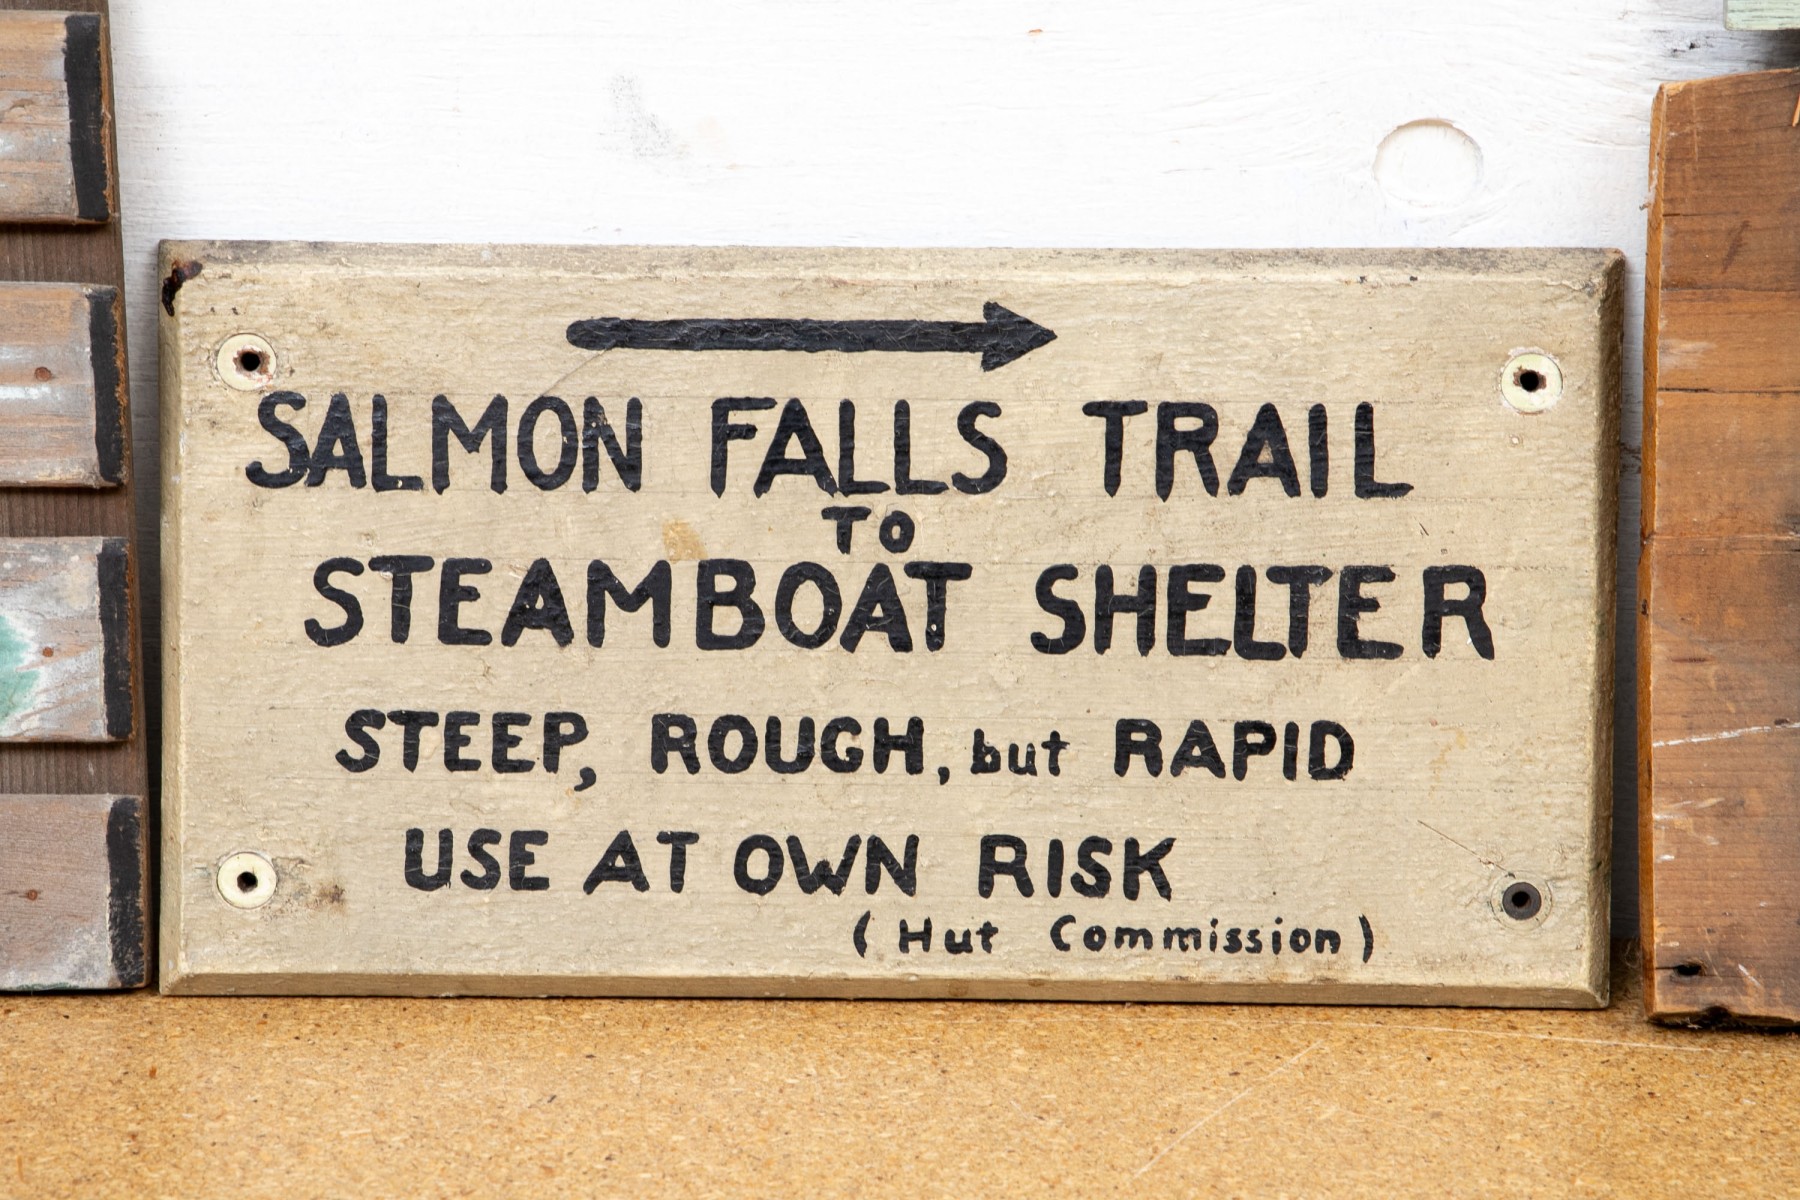 SALMON FALLS TRAIL
TO
STEAMBOAT SHELTER
STEEP, ROUGH, but RAPID
USE AT OWN RISK
(Hut Commission)